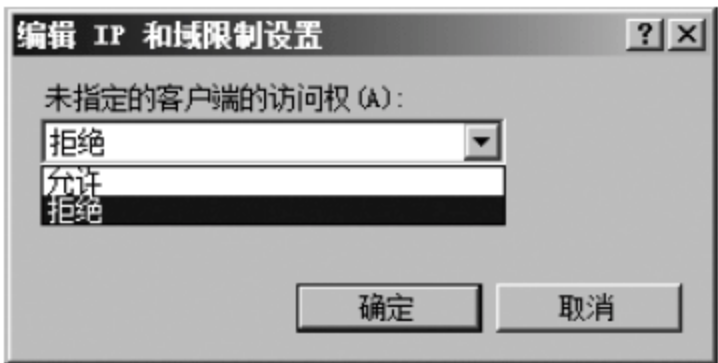 编辑 IP 和域限制设置
未指定的客户端的访问权(A):
拒绝
允许
拒绝
确定
取消